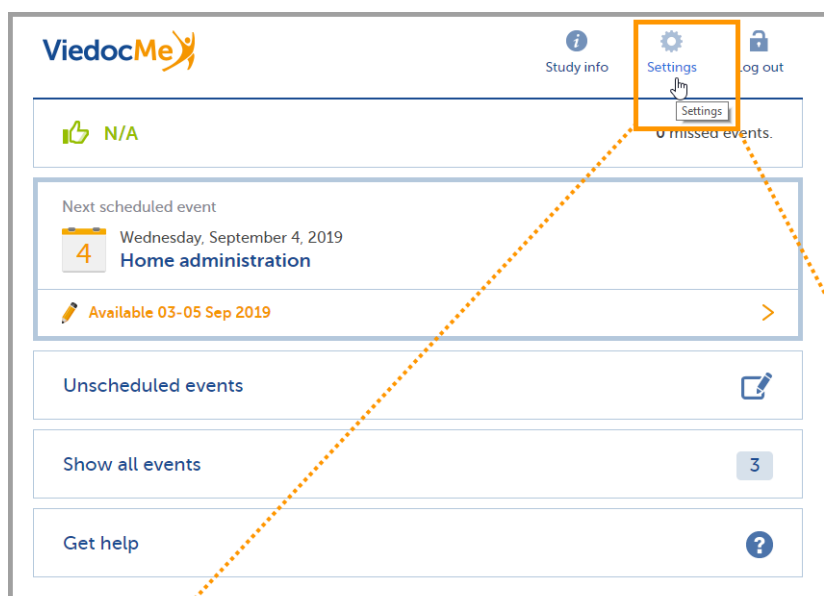 ViedocMe
Study info
Settings
Log out
Settings
N/A
0 missed events.
Next scheduled event
4
Wednesday, September 4, 2019
Home administration
Available 03-05 Sep 2019
Unscheduled events
Show all events
3
Get help